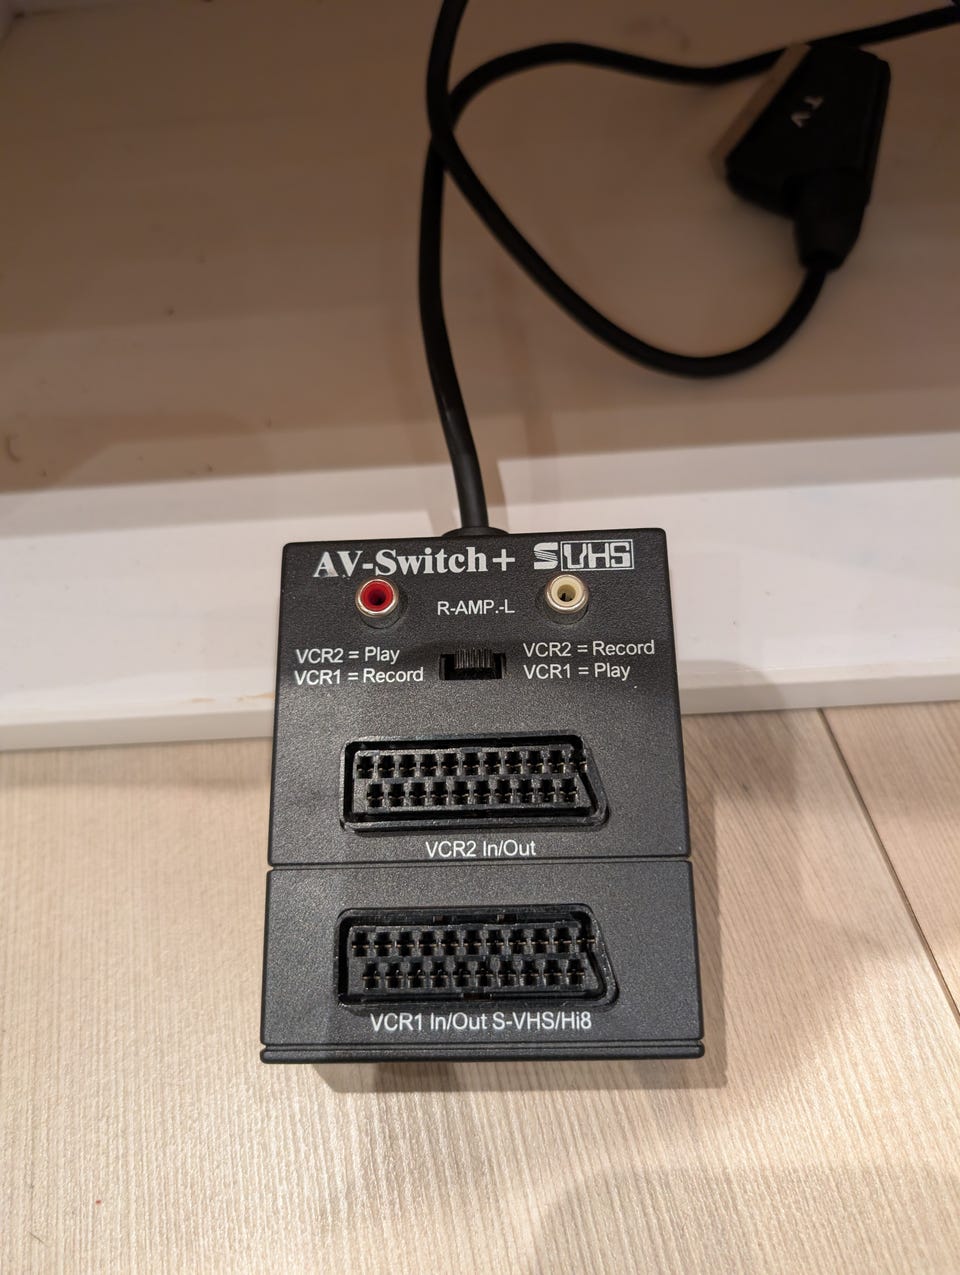 TV
AV-Switch+ SVHS
R-AMP.-L
VCR2 = Play
VCR1 = Record
VCR2 = Record
VCR1 = Play
VCR2 In/Out
VCR1 In/Out S-VHS/Hi8